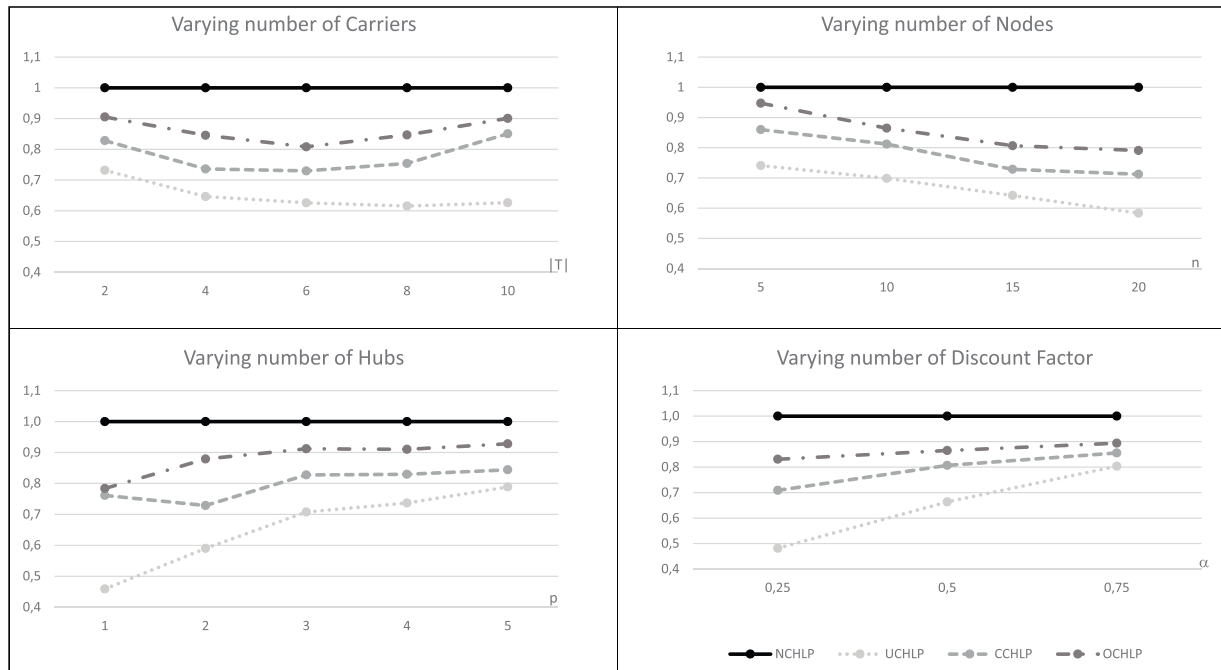 Varying number of Carriers
1,1
1
0,9
0,8
0,7
0,6
0,5
0,4
|T|
2 4 6 8 10
Varying number of Nodes
1,1
1
0,9
0,8
0,7
0,6
0,5
0,4
n
5 10 15 20
Varying number of Hubs
1,1
1,0
0,9
0,8
0,7
0,6
0,5
0,4
p
1 2 3 4 5
Varying number of Discount Factor
1,1
1,0
0,9
0,8
0,7
0,6
0,5
0,4
α
0,25 0,5 0,75
NCHLP UCHLP CCHLP OCHLP